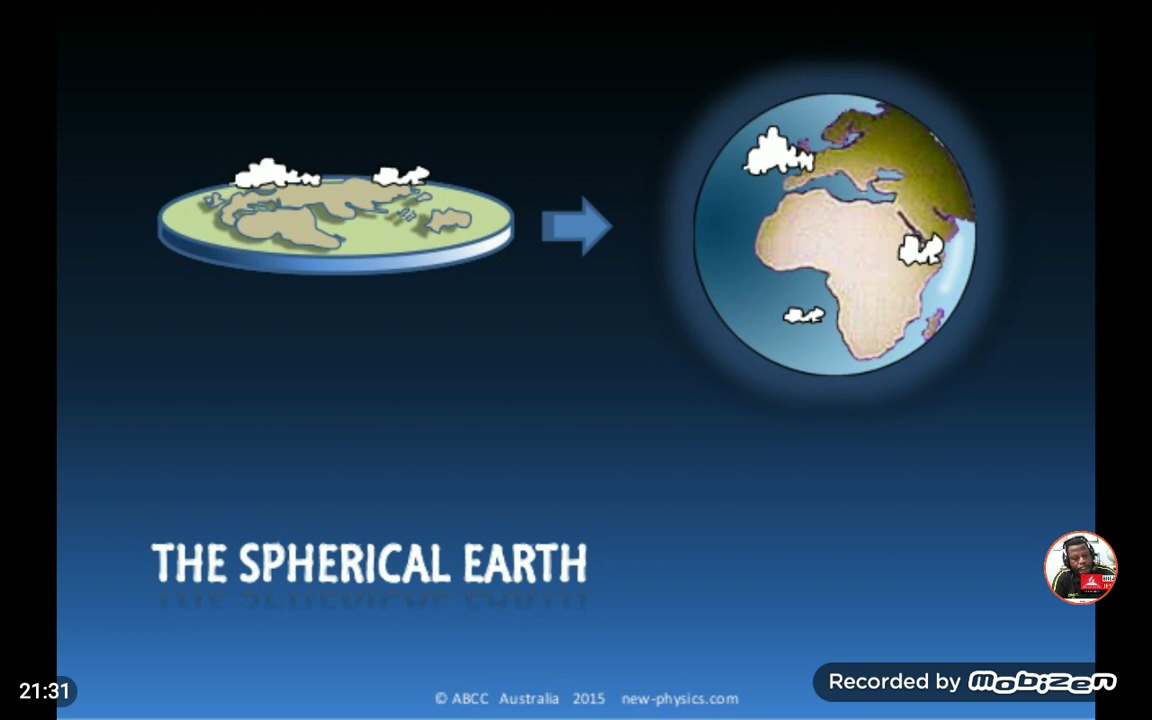 THE SPHERICAL EARTH
21:31
Recorded by mobizen
© ABCC Australia 2015 new-physics.com